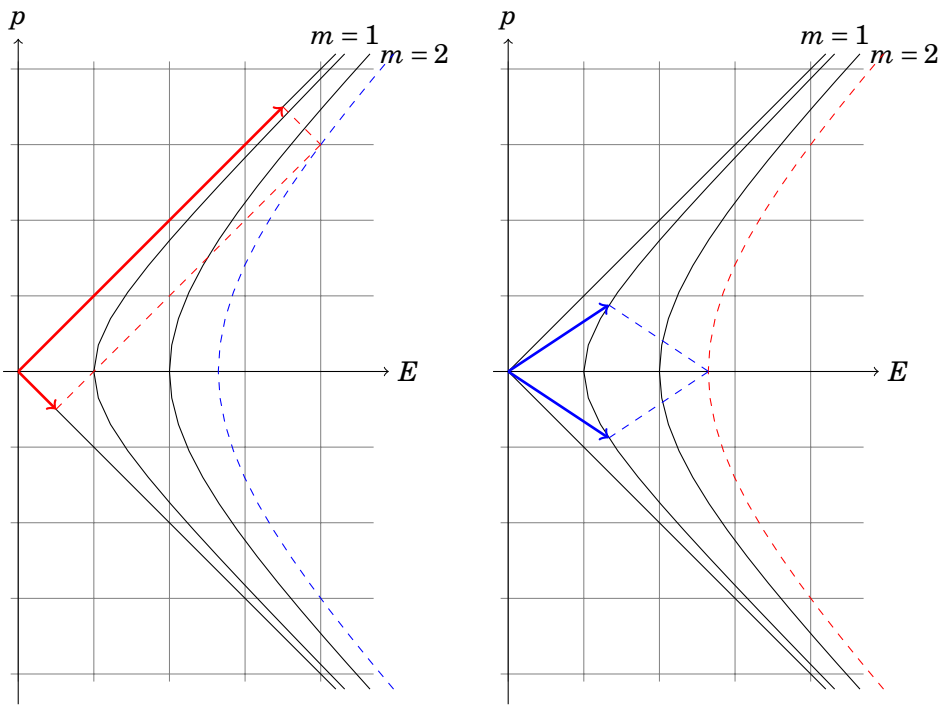 p
m = 1
m = 2
E
p
m = 1
m = 2
E